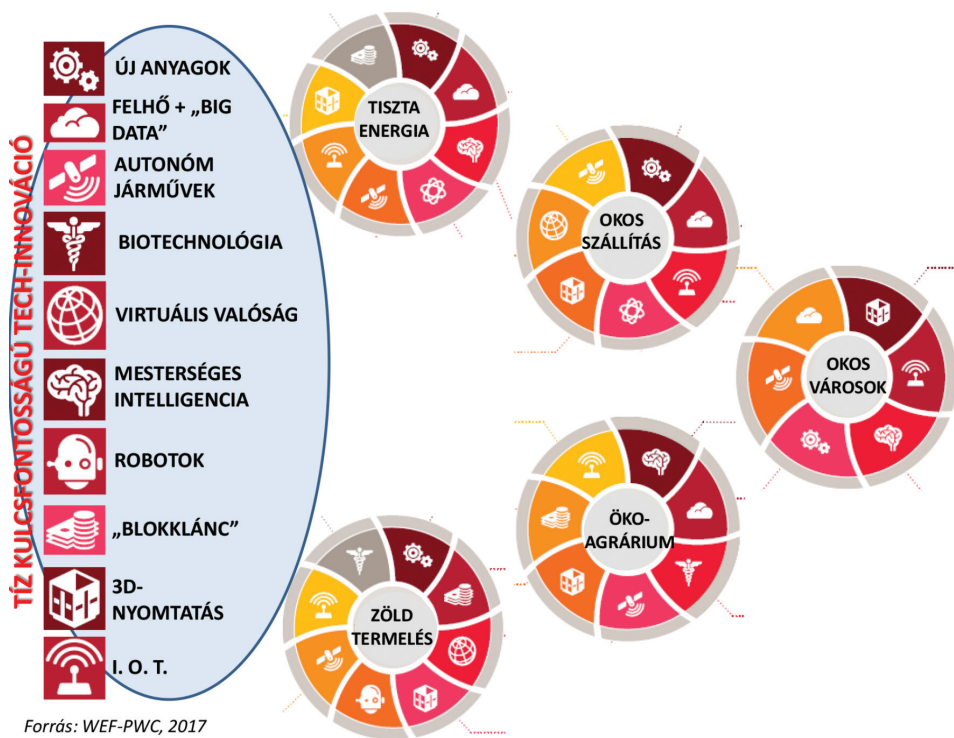 TÍZ KULCSFONTOSSÁGÚ TECH-INNOVÁCIÓ
ÚJ ANYAGOK
FELHŐ + „BIG
DATA”
AUTONÓM
JÁRMŰVEK
BIOTECHNOLÓGIA
VIRTUÁLIS VALÓSÁG
MESTERSÉGES
INTELLIGENCIA
ROBOTOK
„BLOKKLÁNC”
3D-
NYOMTATÁS
I. O. T.
TISZTA
ENERGIA
OKOS
SZÁLLÍTÁS
OKOS
VÁROSOK
ÖKO-
AGRÁRIUM
ZÖLD
TERMELÉS
Forrás: WEF-PWC, 2017